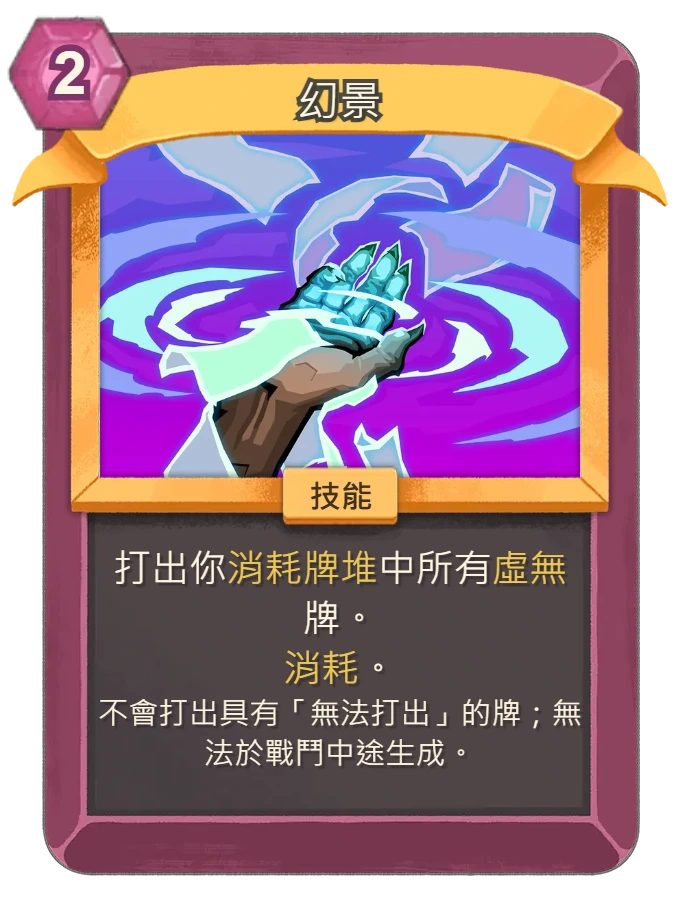 2
幻景
技能
打出你消耗牌堆中所有虛無
牌。
消耗。
不會打出具有「無法打出」的牌；無
法於戰鬥中途生成。